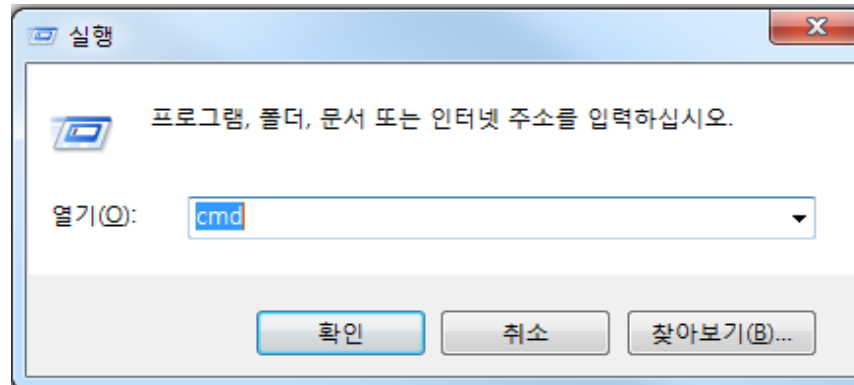 실행
프로그램, 폴더, 문서 또는 인터넷 주소를 입력하십시오.
열기(O): cmd
확인 취소 찾아보기(B)...